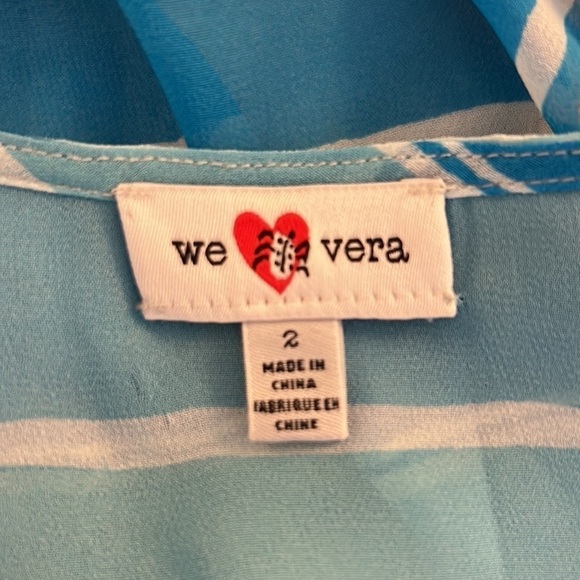 we vera
2
MADE IN
CHINA
FABRIQUE EN
CHINE